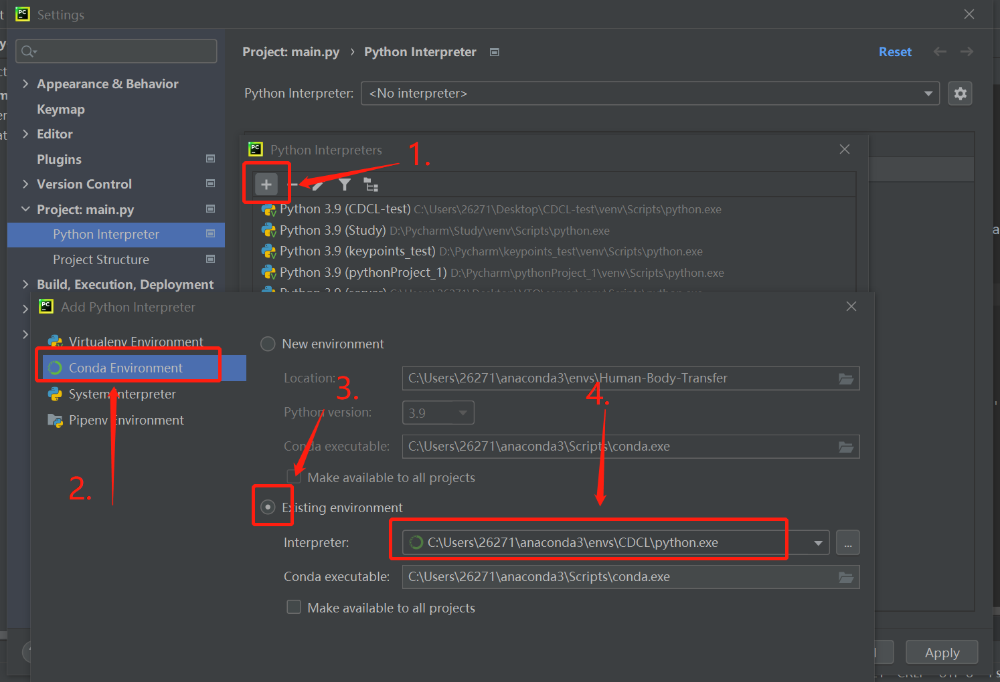 Settings
Project: main.py › Python Interpreter
Reset
Appearance & Behavior
Keymap
Editor
Plugins
Version Control
Project: main.py
Python Interpreter
Project Structure
Build, Execution, Deployment
Python Interpreter: <No interpreter>
Python Interpreters
1.
Python 3.9 (CDCL-test) C:\Users\26271\Desktop\CDCL-test\venv\Scripts\python.exe
Python 3.9 (Study) D:\Pycharm\Study\venv\Scripts\python.exe
Python 3.9 (keypoints_test) D:\Pycharm\keypoints_test\venv\Scripts\python.exe
Python 3.9 (pythonProject_1) D:\Pycharm\pythonProject_1\venv\Scripts\python.exe
Add Python Interpreter
Virtualenv Environment
Conda Environment
System Interpreter
Pipenv Environment
2.
New environment
Location: C:\Users\26271\anaconda3\envs\Human-Body-Transfer
3.
4.
Python version: 3.9
Conda executable: C:\Users\26271\anaconda3\Scripts\conda.exe
Make available to all projects
Existing environment
Interpreter: C:\Users\26271\anaconda3\envs\CDCL\python.exe
...
Conda executable: C:\Users\26271\anaconda3\Scripts\conda.exe
Make available to all projects
Apply